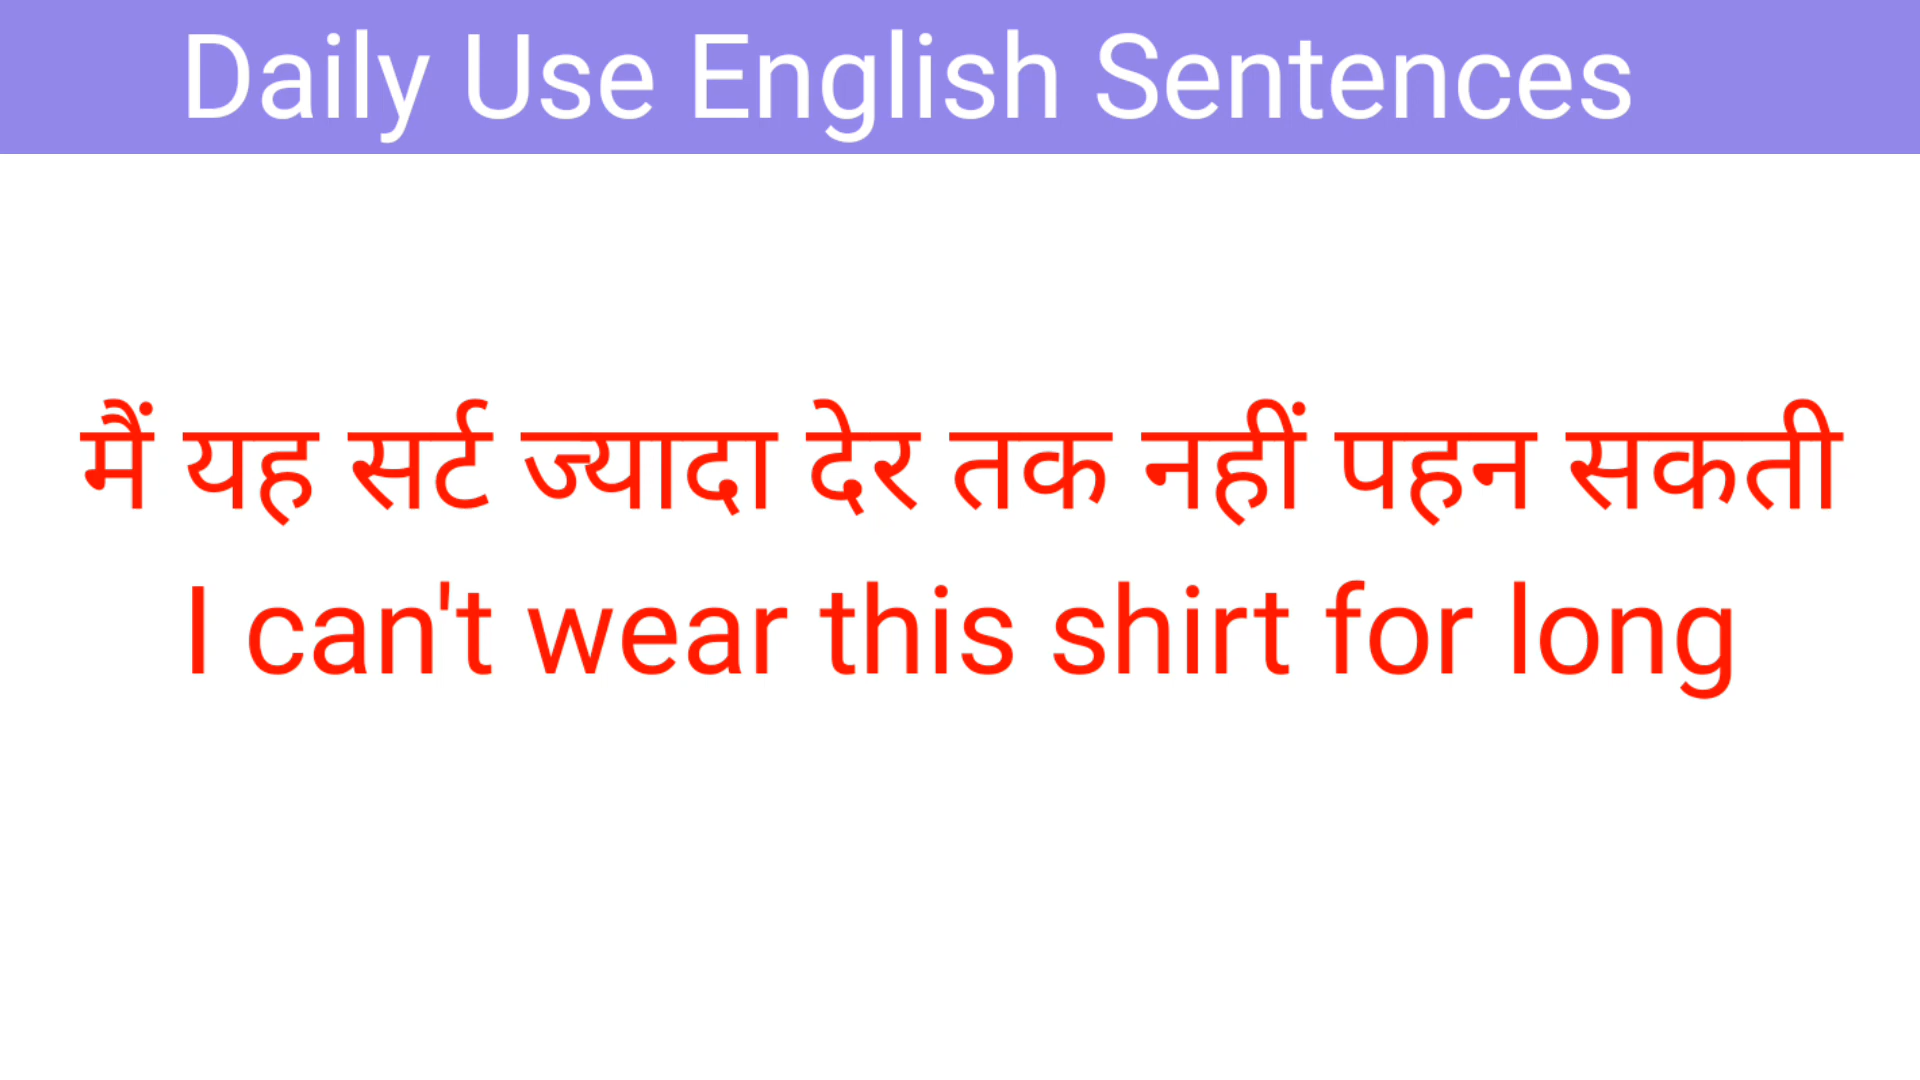 Daily Use English Sentences
मैं यह सर्ट ज्यादा देर तक नहीं पहन सकती
I can't wear this shirt for long